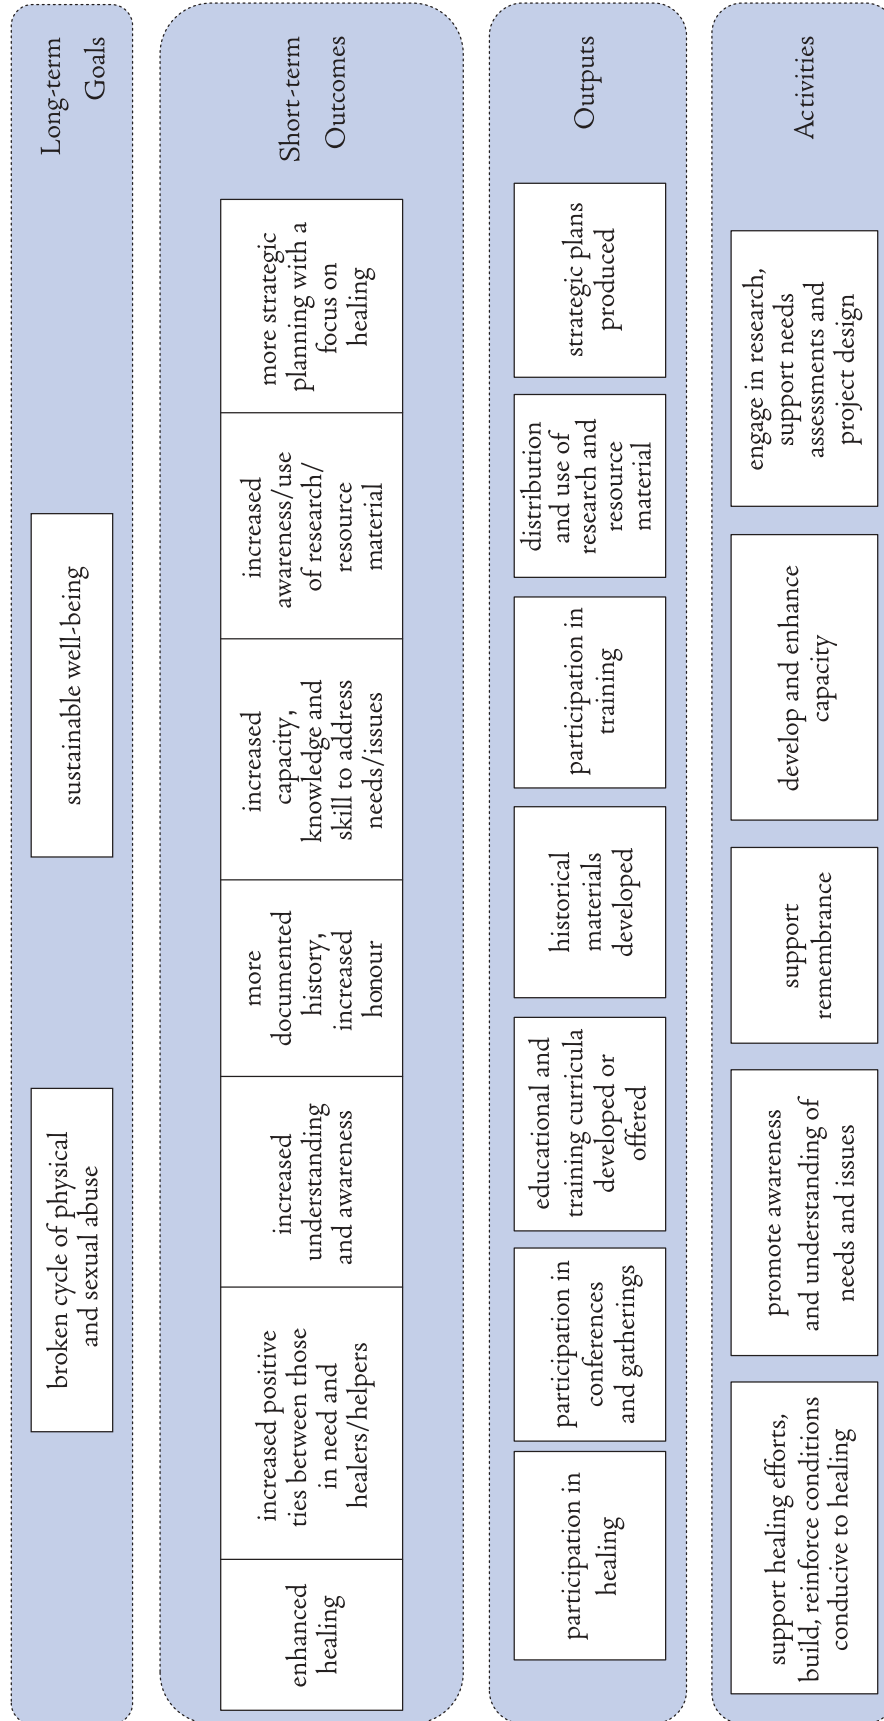 Long-term
Goals
broken cycle of physical
and sexual abuse
sustainable well-being
Short-term
Outcomes
enhanced
healing
increased positive
ties between those
in need and
healers/helpers
increased
understanding
and awareness
more
documented
history,
increased
honour
increased
capacity,
knowledge and
skill to address
needs/issues
increased
awareness/use
of research/
resource
material
more strategic
planning with a
focus on
healing
Outputs
participation in
healing
participation in
conferences
and gatherings
educational and
training curricula
developed or
offered
historical
materials
developed
participation in
training
distribution
and use of
research and
resource
material
strategic plans
produced
Activities
support healing efforts,
build, reinforce conditions
conducive to healing
promote awareness
and understanding of
needs and issues
support
remembrance
develop and enhance
capacity
engage in research,
support needs
assessments and
project design